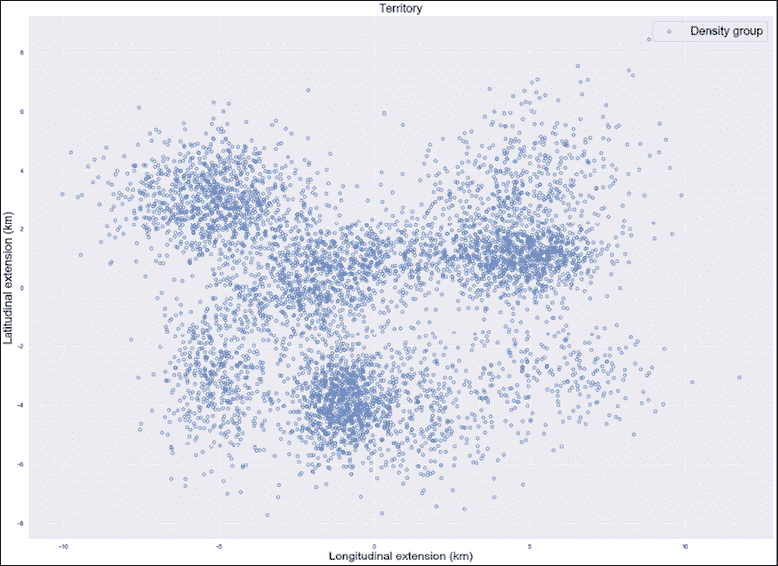 Territory
Density group
8
6
4
2
0
-2
-4
-6
-8
Latitudinal extension (km)
-10 -5 0 5 10
Longitudinal extension (km)